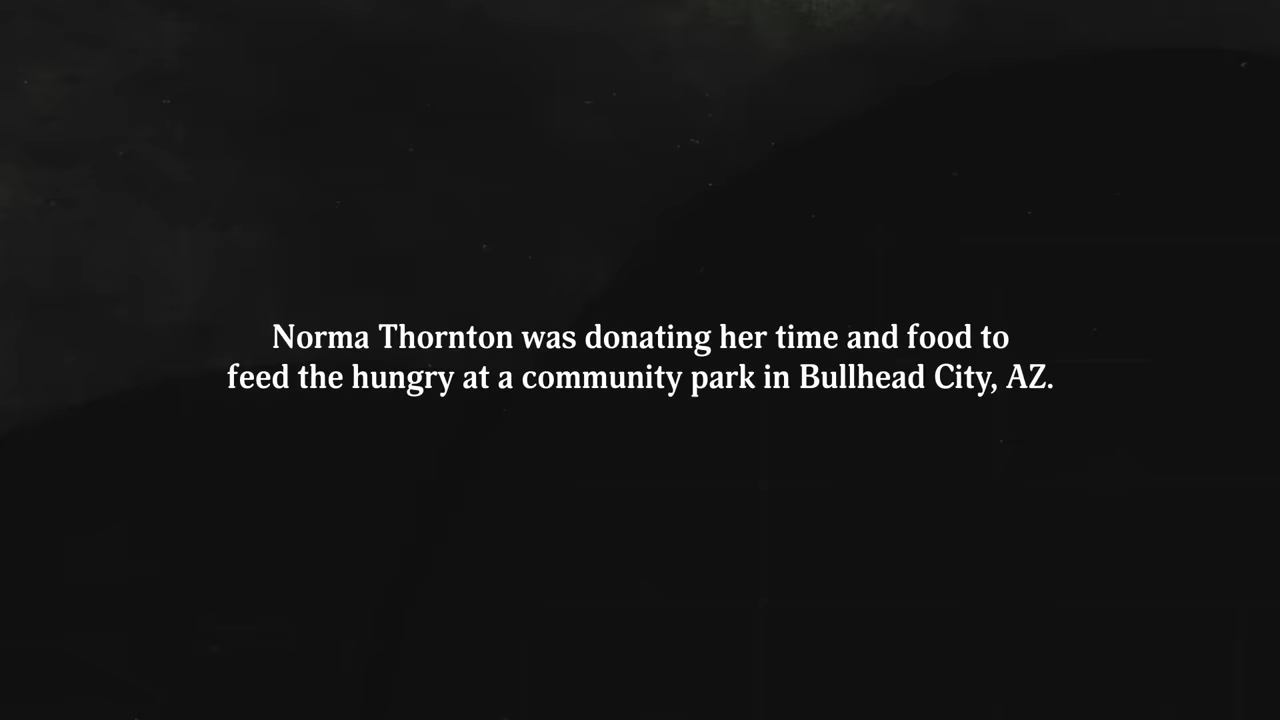 Norma Thornton was donating her time and food to
feed the hungry at a community park in Bullhead City, AZ.